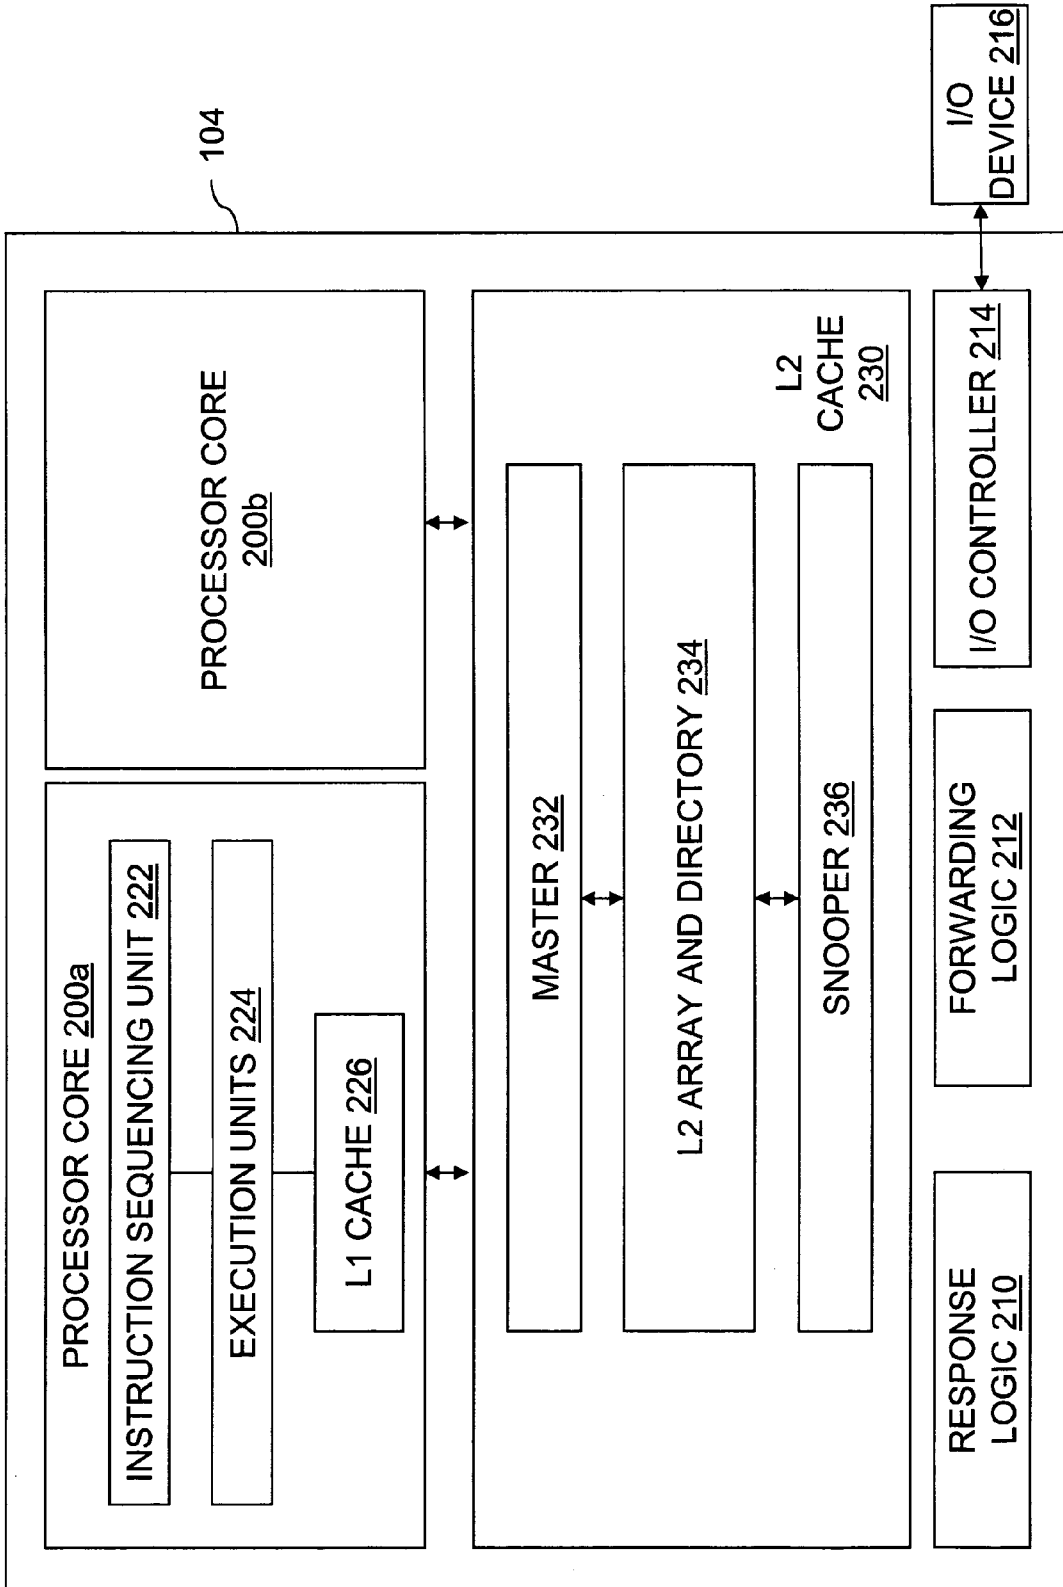 104
PROCESSOR CORE 200a
INSTRUCTION SEQUENCING UNIT 222
EXECUTION UNITS 224
L1 CACHE 226
PROCESSOR CORE
200b
MASTER 232
L2 ARRAY AND DIRECTORY 234
SNOOPER 236
L2
CACHE
230
RESPONSE
LOGIC 210
FORWARDING
LOGIC 212
I/O CONTROLLER 214
I/O
DEVICE 216